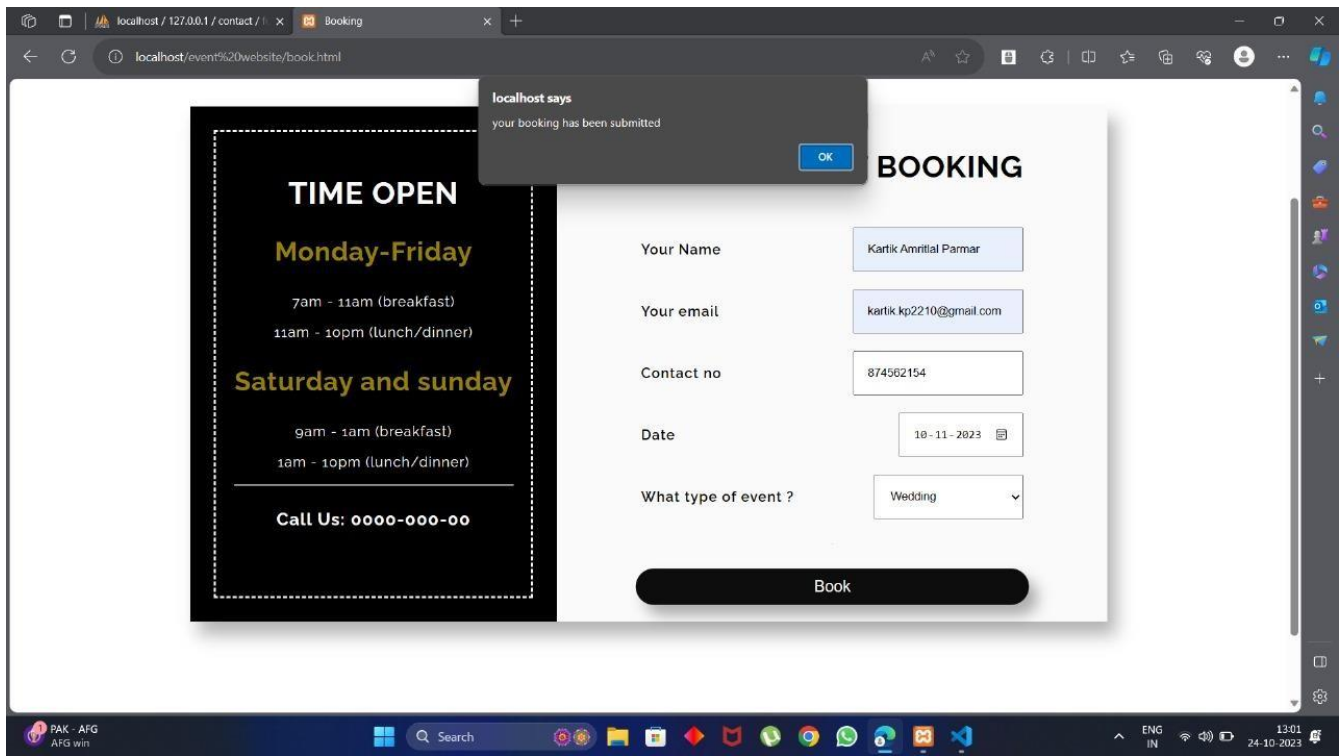 localhost / 127.0.0.1 / contact / f
Booking
localhost/event%20website/book.html
localhost says
your booking has been submitted
OK
TIME OPEN
Monday-Friday
7am - 11am (breakfast)
11am - 10pm (lunch/dinner)
Saturday and sunday
9am - 1am (breakfast)
1am - 10pm (lunch/dinner)
Call Us: 0000-000-00
BOOKING
Your Name
Kartik Amritlal Parmar
Your email
kartik.kp2210@gmail.com
Contact no
874562154
Date
10-11-2023
What type of event ?
Wedding
Book
PAK - AFG
AFG win
Search
ENG
IN
13:01
24-10-2023